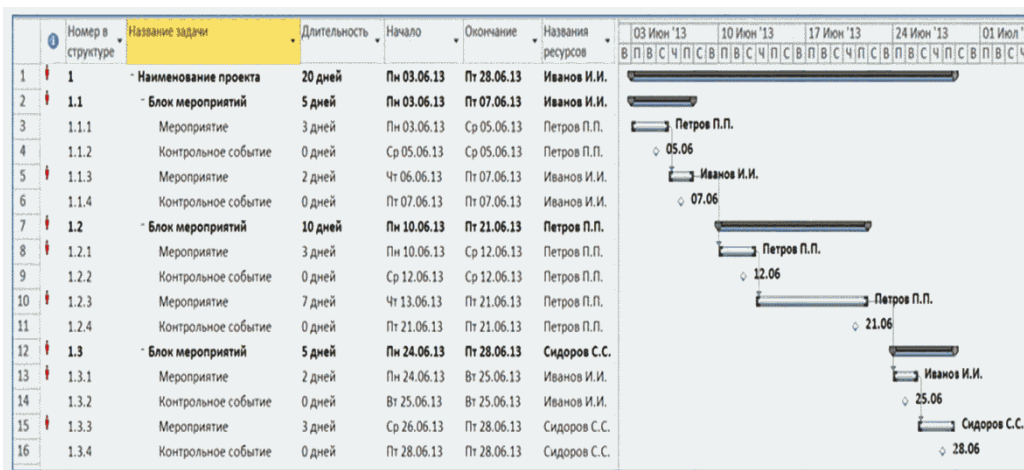 Номер в структуре Название задачи Длительность Начало Окончание Названия ресурсов 03 Июн '13 10 Июн '13 17 Июн '13 24 Июн '13 01 Июл '
В П В С Ч П С В П В С Ч П С В П В С Ч П С В П В С Ч П С В П В С Ч
1 1 Наименование проекта 20 дней Пн 03.06.13 Пт 28.06.13 Иванов И.И.
2 1.1 Блок мероприятий 5 дней Пн 03.06.13 Пт 07.06.13 Иванов И.И.
3 1.1.1 Мероприятие 3 дней Пн 03.06.13 Ср 05.06.13 Петров П.П. Петров П.П.
4 1.1.2 Контрольное событие 0 дней Ср 05.06.13 Ср 05.06.13 Петров П.П. 05.06
5 1.1.3 Мероприятие 2 дней Чт 06.06.13 Пт 07.06.13 Иванов И.И. Иванов И.И.
6 1.1.4 Контрольное событие 0 дней Пт 07.06.13 Пт 07.06.13 Иванов И.И. 07.06
7 1.2 Блок мероприятий 10 дней Пн 10.06.13 Пт 21.06.13 Петров П.П.
8 1.2.1 Мероприятие 3 дней Пн 10.06.13 Ср 12.06.13 Петров П.П. Петров П.П.
9 1.2.2 Контрольное событие 0 дней Ср 12.06.13 Ср 12.06.13 Петров П.П. 12.06
10 1.2.3 Мероприятие 7 дней Чт 13.06.13 Пт 21.06.13 Петров П.П. Петров П.П.
11 1.2.4 Контрольное событие 0 дней Пт 21.06.13 Пт 21.06.13 Петров П.П. 21.06
12 1.3 Блок мероприятий 5 дней Пн 24.06.13 Пт 28.06.13 Сидоров С.С.
13 1.3.1 Мероприятие 2 дней Пн 24.06.13 Вт 25.06.13 Иванов И.И. Иванов И.И.
14 1.3.2 Контрольное событие 0 дней Вт 25.06.13 Вт 25.06.13 Иванов И.И. 25.06
15 1.3.3 Мероприятие 3 дней Ср 26.06.13 Пт 28.06.13 Сидоров С.С. Сидоров С.С.
16 1.3.4 Контрольное событие 0 дней Пт 28.06.13 Пт 28.06.13 Сидоров С.С. 28.06